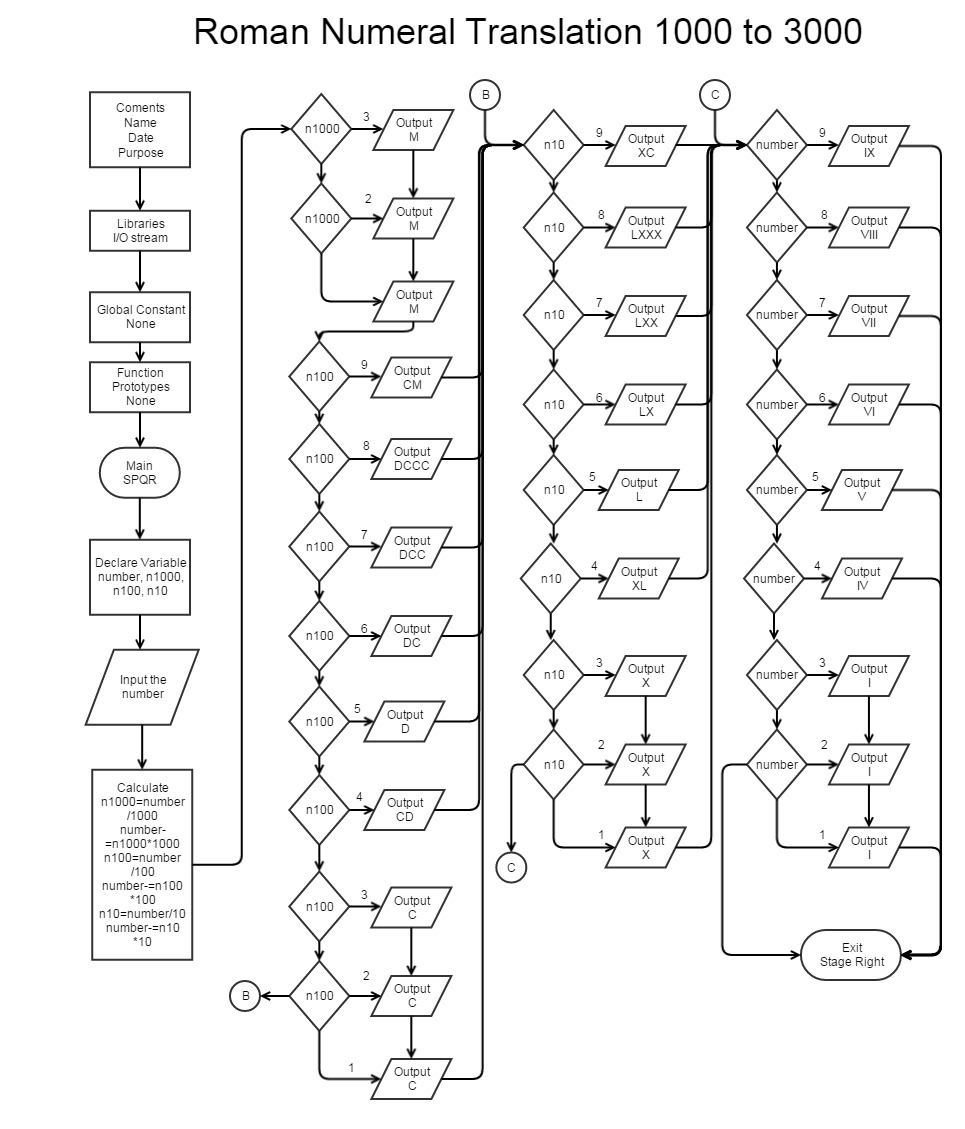 Roman Numeral Translation 1000 to 3000
Coments
Name
Date
Purpose
Libraries
I/O stream
Global Constant
None
Function
Prototypes
None
Main
SPQR
Declare Variable
number, n1000,
n100, n10
Input the
number
Calculate
n1000=number
/1000
number-
=n1000*1000
n100=number
/100
number-=n100
*100
n10=number/10
number-=n10
*10
n1000
3
Output
M
n1000
2
Output
M
Output
M
n100
9
Output
CM
n100
8
Output
DCCC
n100
7
Output
DCC
n100
6
Output
DC
n100
5
Output
D
n100
4
Output
CD
n100
3
Output
C
B
n100
2
Output
C
1
Output
C
B
n10
9
Output
XC
n10
8
Output
LXXX
n10
7
Output
LXX
n10
6
Output
LX
n10
5
Output
L
n10
4
Output
XL
n10
3
Output
X
n10
2
Output
X
1
Output
X
C
C
number
9
Output
IX
number
8
Output
VIII
number
7
Output
VII
number
6
Output
VI
number
5
Output
V
number
4
Output
IV
number
3
Output
I
number
2
Output
I
1
Output
I
Exit
Stage Right